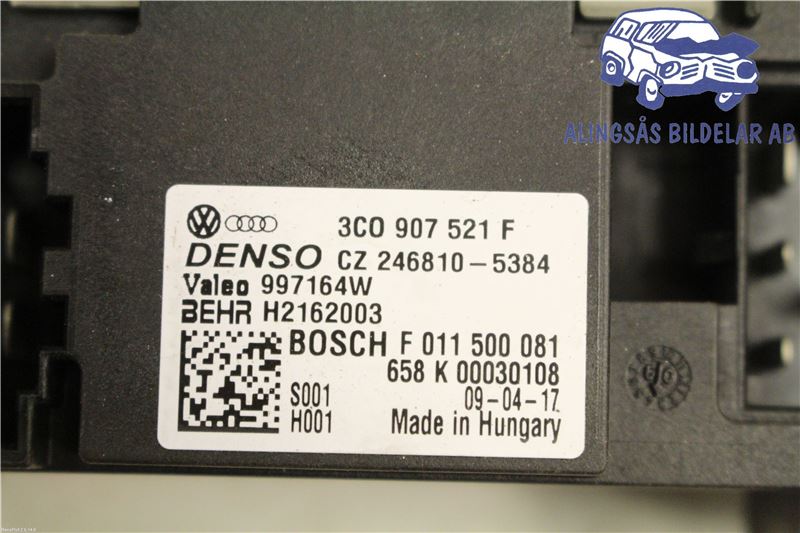 ALINGSÅS BILDELAR AB
3C0 907 521 F
DENSO CZ 246810-5384
Valeo 997164W
BEHR H2162003
BOSCH F 011 500 081
658 K 00030108
S001 09-04-17
H001 Made in Hungary